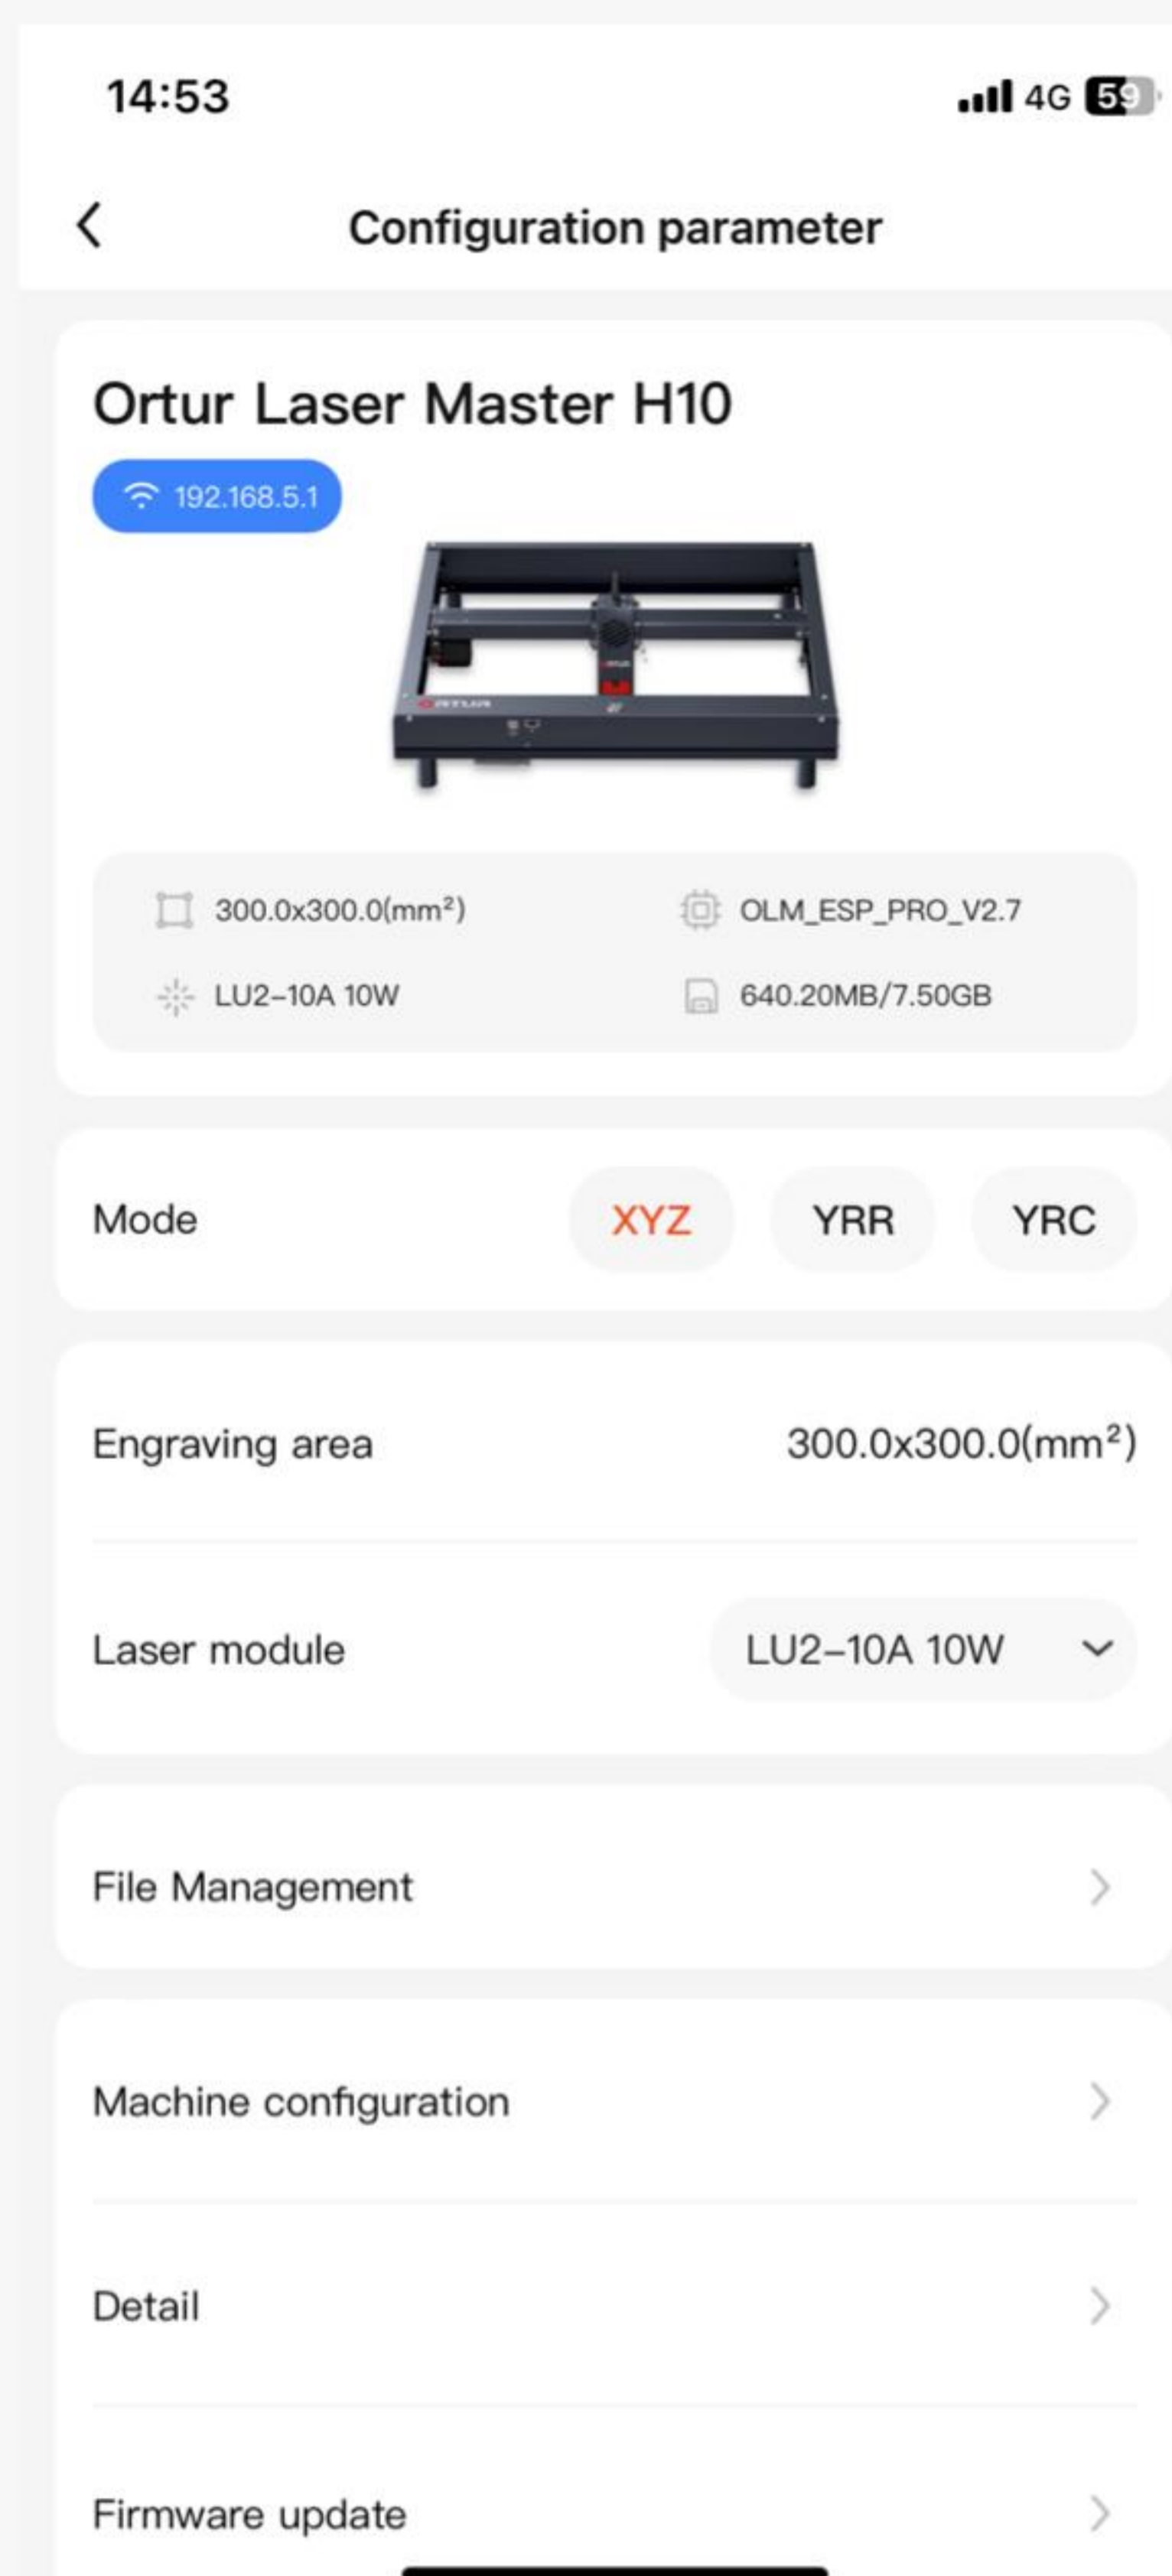 14:53
4G 59
Configuration parameter
Ortur Laser Master H10
192.168.5.1
ORTUR
300.0x300.0(mm²)
OLM_ESP_PRO_V2.7
LU2-10A 10W
640.20MB/7.50GB
Mode
XYZ
YRR
YRC
Engraving area
300.0x300.0(mm²)
Laser module
LU2-10A 10W
File Management
Machine configuration
Detail
Firmware update